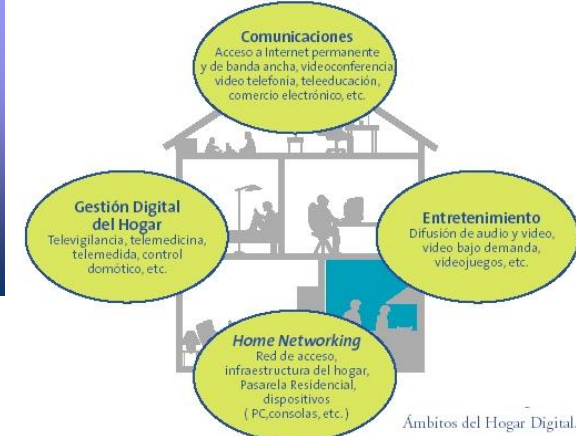 Comunicaciones
Acceso a Internet permanente
y de banda ancha, videoconferencia
video telefonía, teleeducación,
comercio electrónico, etc.
Gestión Digital
del Hogar
Televigilancia, telemedicina,
telemedida, control
domótico, etc.
Entretenimiento
Difusión de audio y video,
video bajo demanda,
videojuegos, etc.
Home Networking
Red de acceso,
infraestructura del hogar,
Pasarela Residencial,
dispositivos
( PC,consolas, etc. )
Ámbitos del Hogar Digital.